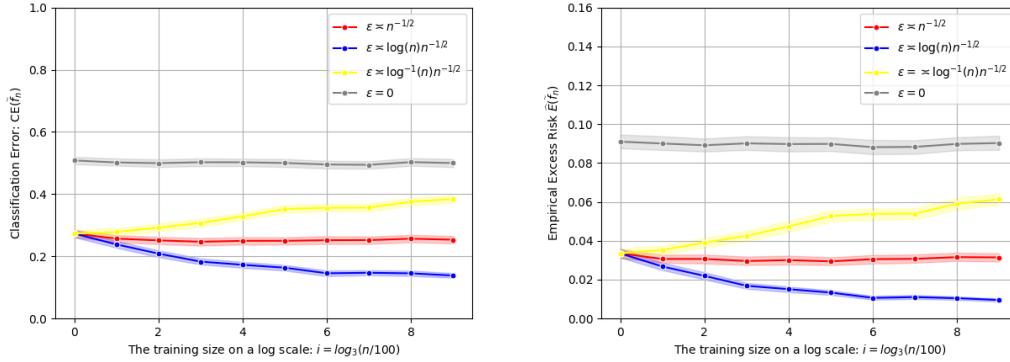 1.0
0.8
0.6
0.4
0.2
0.0
Classification Error: CE(f̃ₙ)
ε ≍ n^{-1/2}
ε ≍ log(n)n^{-1/2}
ε ≍ log^{-1}(n)n^{-1/2}
ε = 0
0 2 4 6 8
The training size on a log scale: i = log₃(n/100)
0.16
0.14
0.12
0.10
0.08
0.06
0.04
0.02
0.00
Empirical Excess Risk Ê(f̃ₙ)
ε ≍ n^{-1/2}
ε ≍ log(n)n^{-1/2}
ε = ≍ log^{-1}(n)n^{-1/2}
ε = 0
0 2 4 6 8
The training size on a log scale: i = log₃(n/100)